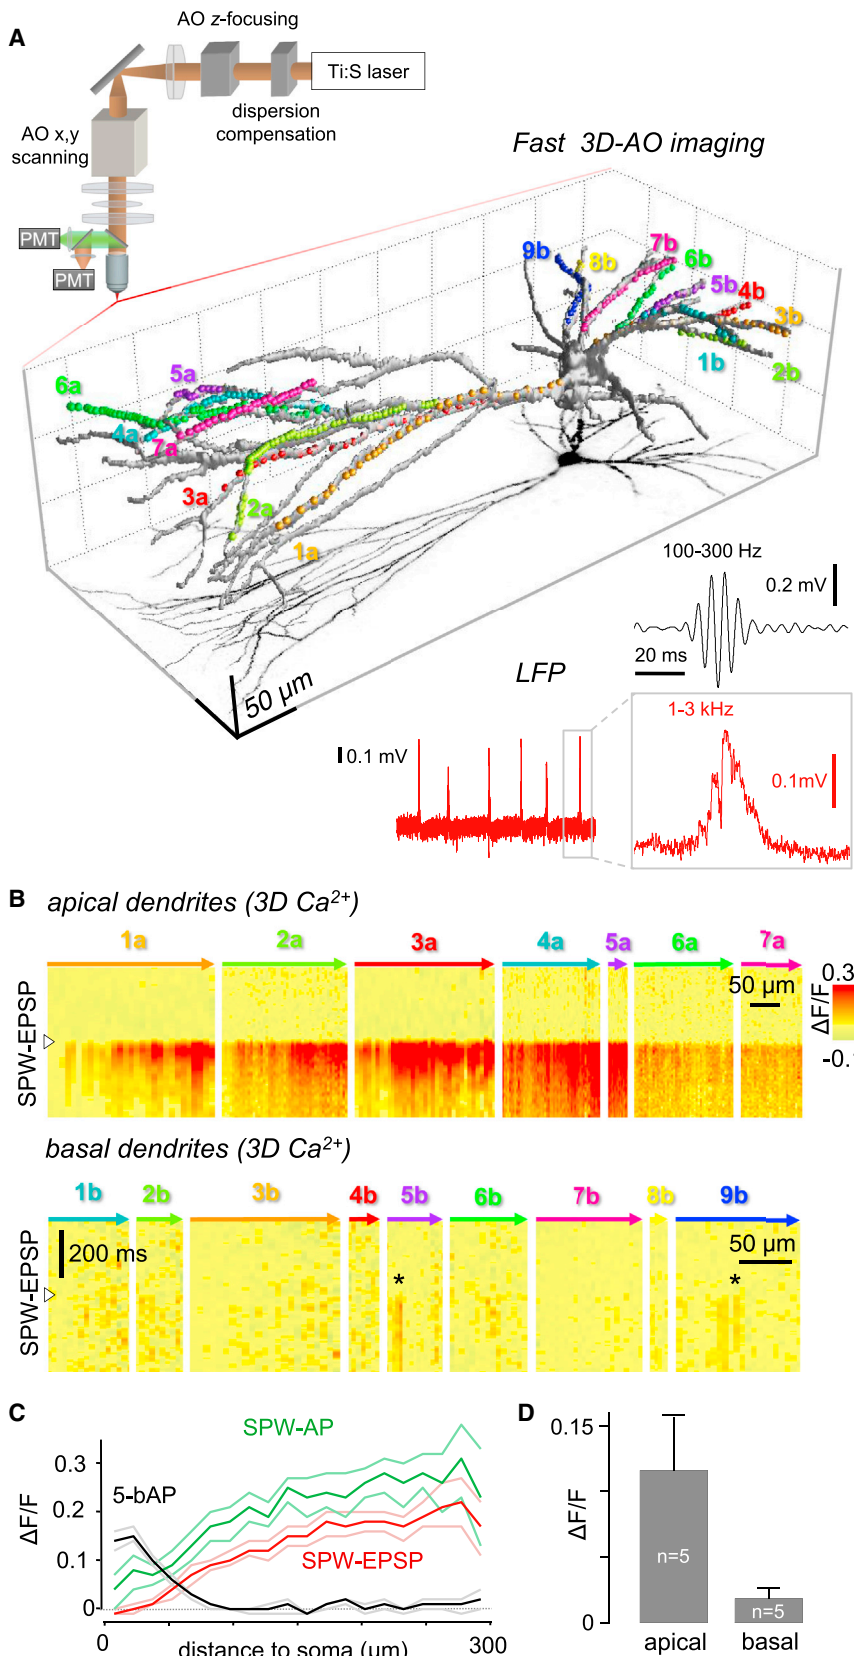 A
AO z-focusing
Ti:S laser
dispersion
compensation
AO x,y
scanning
PMT
PMT
Fast 3D-AO imaging
9b
8b
7b
6b
5b
4b
3b
1b
2b
6a
5a
4a
7a
3a
2a
1a
50 µm
100-300 Hz
0.2 mV
20 ms
LFP
1-3 kHz
0.1 mV
0.1mV
B
apical dendrites (3D Ca²⁺)
1a 2a 3a 4a 5a 6a 7a
SPW-EPSP
50 µm
ΔF/F
0.3
-0.1
basal dendrites (3D Ca²⁺)
1b 2b 3b 4b 5b 6b 7b 8b 9b
SPW-EPSP
200 ms
*
*
50 µm
C
SPW-AP
5-bAP
SPW-EPSP
ΔF/F
0.3
0.2
0.1
0
0
300
distance to soma (µm)
D
ΔF/F
0.15
0
n=5
n=5
apical
basal